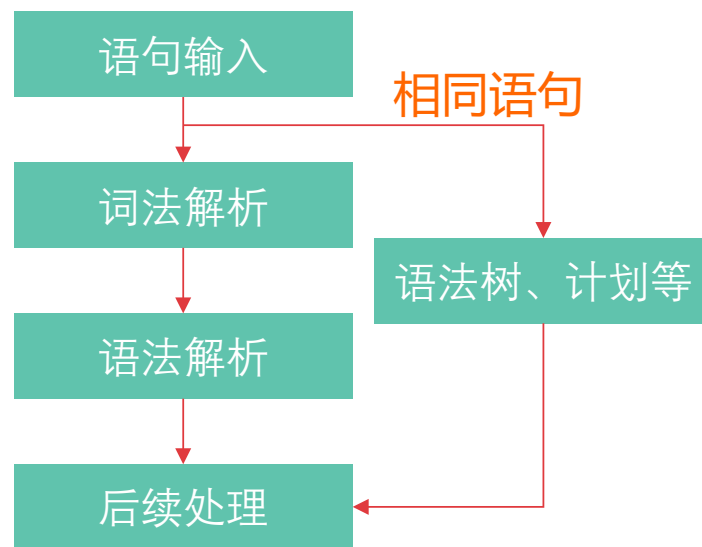 语句输入
相同语句
词法解析
语法树、计划等
语法解析
后续处理